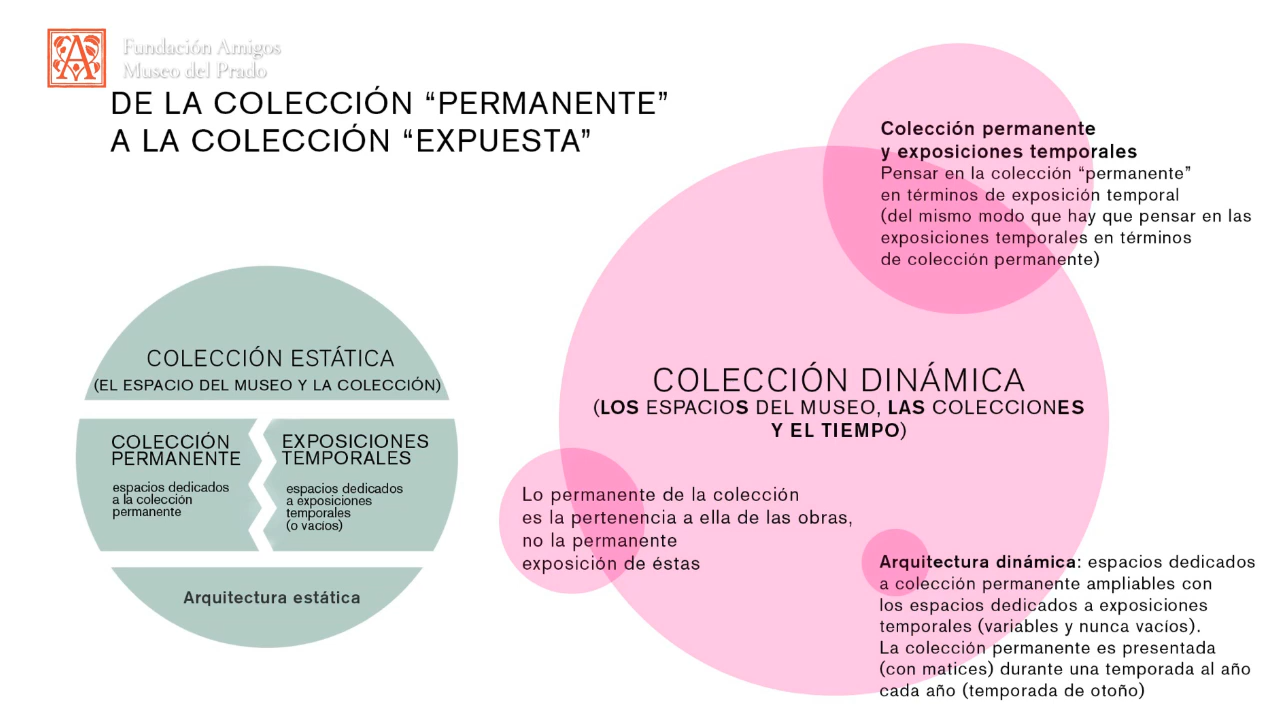 Fundación Amigos
Museo del Prado
DE LA COLECCIÓN “PERMANENTE”
A LA COLECCIÓN “EXPUESTA”
COLECCIÓN ESTÁTICA
(EL ESPACIO DEL MUSEO Y LA COLECCIÓN)
COLECCIÓN
PERMANENTE
espacios dedicados
a la colección
permanente
EXPOSICIONES
TEMPORALES
espacios dedicados
a exposiciones
temporales
(o vacíos)
Arquitectura estática
Colección permanente
y exposiciones temporales
Pensar en la colección “permanente”
en términos de exposición temporal
(del mismo modo que hay que pensar en las
exposiciones temporales en términos
de colección permanente)
COLECCIÓN DINÁMICA
(LOS ESPACIOS DEL MUSEO, LAS COLECCIONES
Y EL TIEMPO)
Lo permanente de la colección
es la pertenencia a ella de las obras,
no la permanente
exposición de éstas
Arquitectura dinámica: espacios dedicados
a colección permanente ampliables con
los espacios dedicados a exposiciones
temporales (variables y nunca vacíos).
La colección permanente es presentada
(con matices) durante una temporada al año
cada año (temporada de otoño)